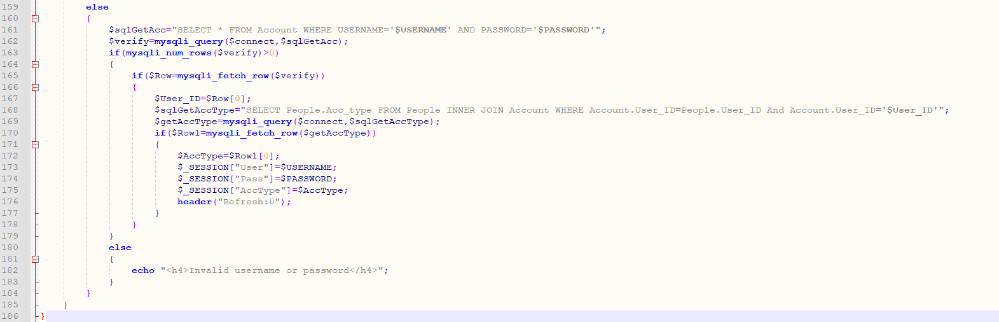 159 else
160 {
161 $sqlGetAcc="SELECT * FROM Account WHERE USERNAME='$USERNAME' AND PASSWORD='$PASSWORD'";
162 $verify=mysqli_query($connect,$sqlGetAcc);
163 if(mysqli_num_rows($verify)>0)
164 {
165 if($Row=mysqli_fetch_row($verify))
166 {
167 $User_ID=$Row[0];
168 $sqlGetAccType="SELECT People.Acc_type FROM People INNER JOIN Account WHERE Account.User_ID=People.User_ID And Account.User_ID='$User_ID'";
169 $getAccType=mysqli_query($connect,$sqlGetAccType);
170 if($Row1=mysqli_fetch_row($getAccType))
171 {
172 $AccType=$Row1[0];
173 $_SESSION["User"]=$USERNAME;
174 $_SESSION["Pass"]=$PASSWORD;
175 $_SESSION["AccType"]=$AccType;
176 header("Refresh:0");
177 }
178 }
179 }
180 else
181 {
182 echo "<h4>Invalid username or password</h4>";
183 }
184 }
185 }
186 }